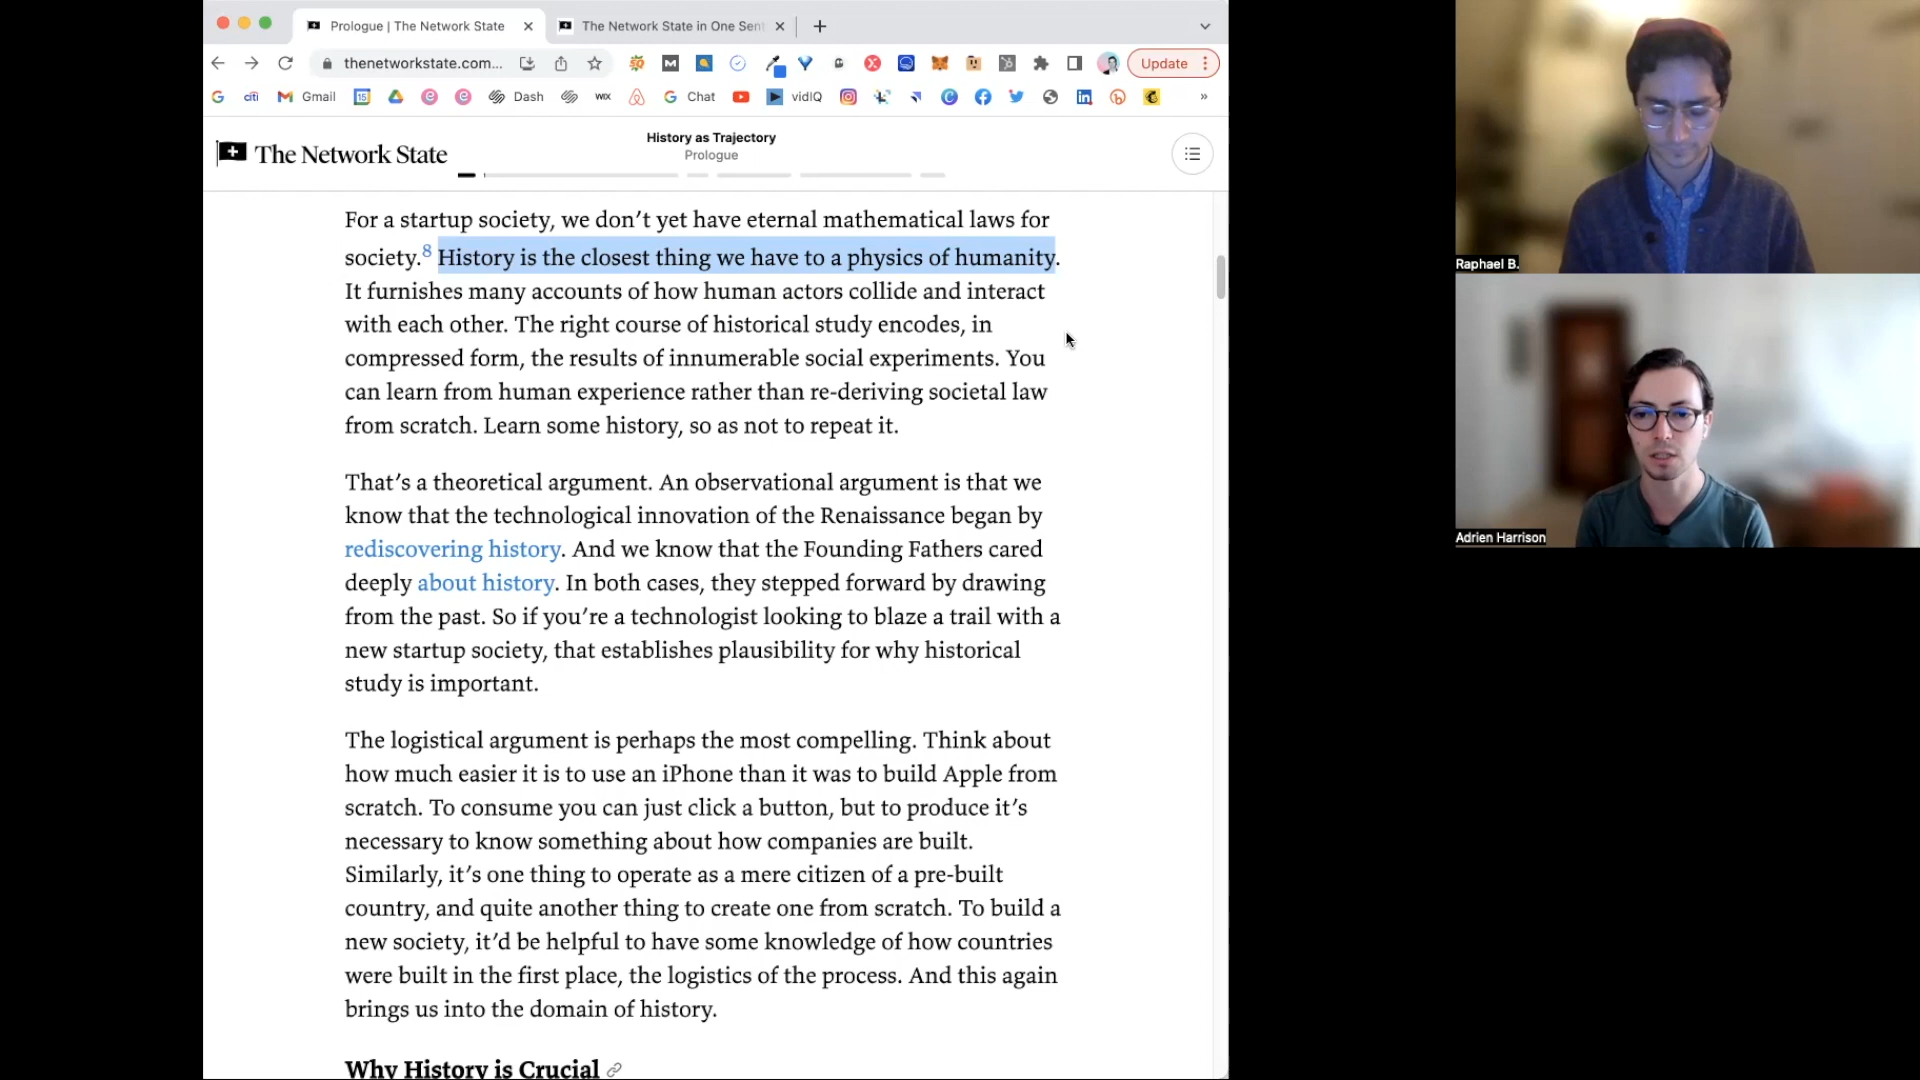 Prologue | The Network State
The Network State in One Sent
thenetworkstate.com...
Update
citi
Gmail
15
Dash
WIX
Chat
vidIQ
The Network State
History as Trajectory
Prologue
For a startup society, we don’t yet have eternal mathematical laws for
society.8 History is the closest thing we have to a physics of humanity.
It furnishes many accounts of how human actors collide and interact
with each other. The right course of historical study encodes, in
compressed form, the results of innumerable social experiments. You
can learn from human experience rather than re-deriving societal law
from scratch. Learn some history, so as not to repeat it.
That’s a theoretical argument. An observational argument is that we
know that the technological innovation of the Renaissance began by
rediscovering history. And we know that the Founding Fathers cared
deeply about history. In both cases, they stepped forward by drawing
from the past. So if you’re a technologist looking to blaze a trail with a
new startup society, that establishes plausibility for why historical
study is important.
The logistical argument is perhaps the most compelling. Think about
how much easier it is to use an iPhone than it was to build Apple from
scratch. To consume you can just click a button, but to produce it’s
necessary to know something about how companies are built.
Similarly, it’s one thing to operate as a mere citizen of a pre-built
country, and quite another thing to create one from scratch. To build a
new society, it’d be helpful to have some knowledge of how countries
were built in the first place, the logistics of the process. And this again
brings us into the domain of history.
Why History is Crucial
Raphael B.
Adrien Harrison